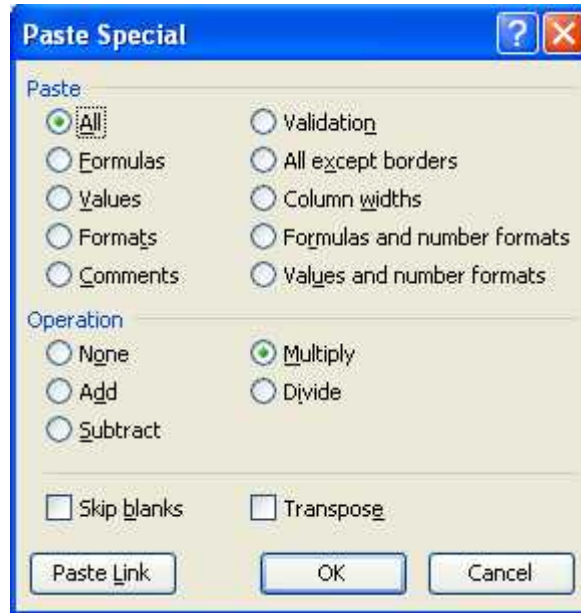 Paste Special
Paste
All Validation
Formulas All except borders
Values Column widths
Formats Formulas and number formats
Comments Values and number formats
Operation
None Multiply
Add Divide
Subtract
Skip blanks Transpose
Paste Link OK Cancel